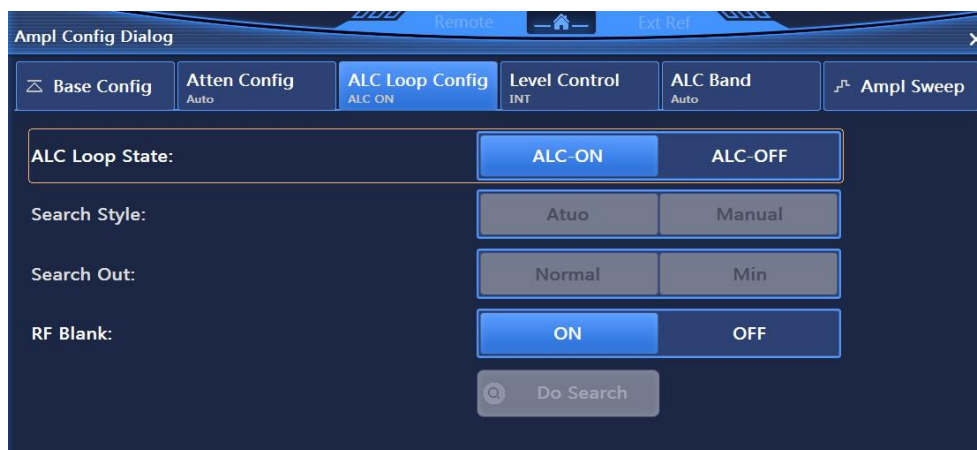 Remote Ext Ref
Ampl Config Dialog
Base Config
Atten Config
Auto
ALC Loop Config
ALC ON
Level Control
INT
ALC Band
Auto
Ampl Sweep
ALC Loop State: ALC-ON ALC-OFF
Search Style: Atuo Manual
Search Out: Normal Min
RF Blank: ON OFF
Do Search